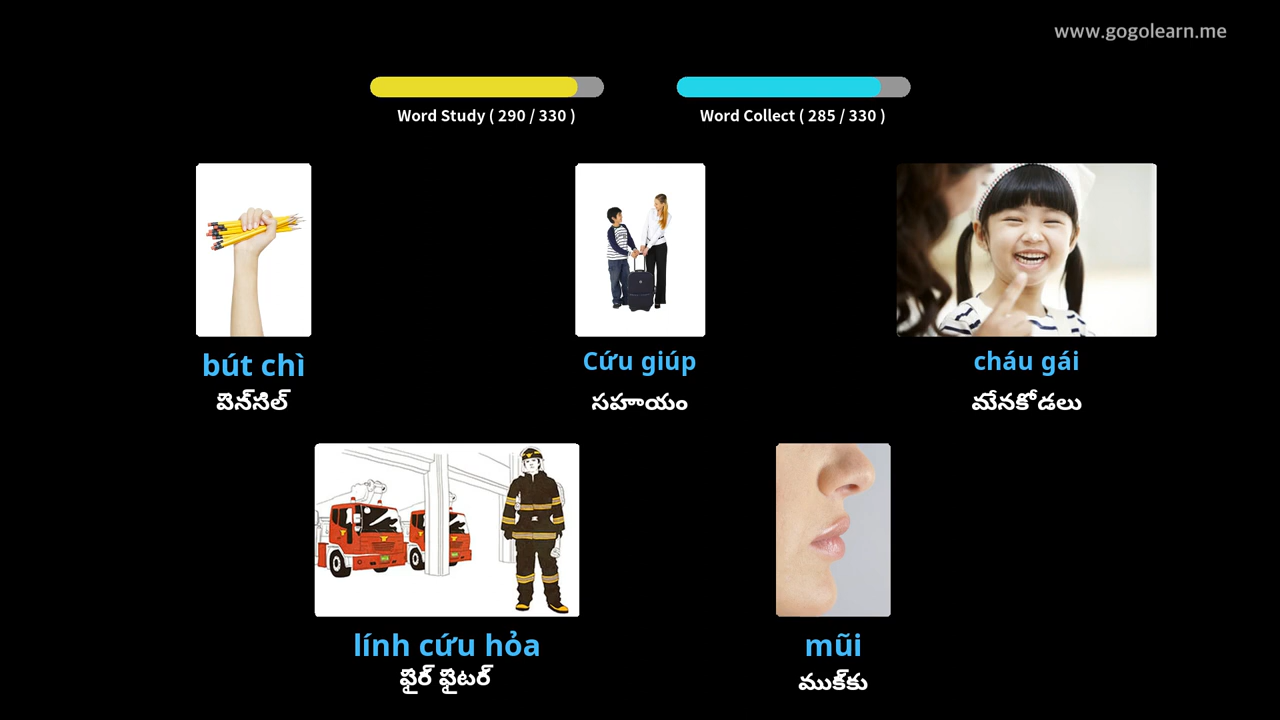 www.gogolearn.me
Word Study ( 290 / 330 )
Word Collect ( 285 / 330 )
bút chì
పెన్సిల్
Cứu giúp
సహాయం
cháu gái
మేనకోడలు
lính cứu hỏa
ఫైర్ ఫైటర్
mũi
ముక్కు